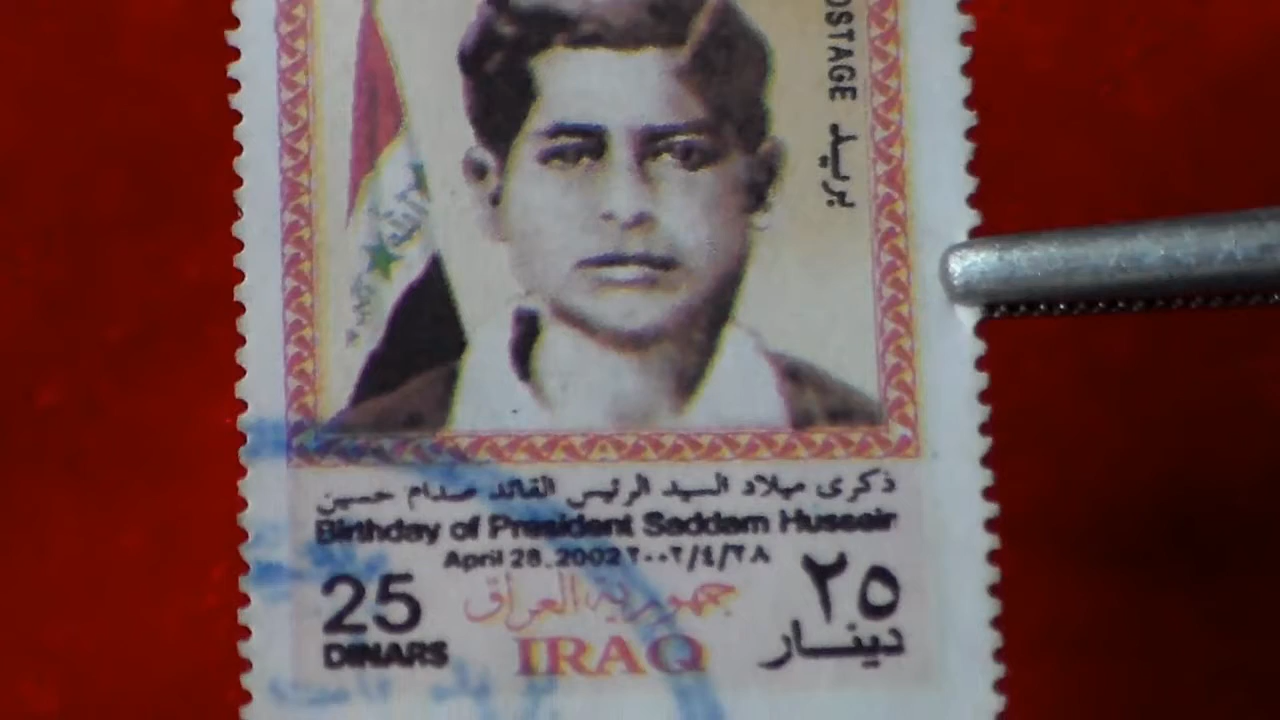 OSTAGE بريد
ذكرى ميلاد السيد الرئيس القائد صدام حسين
Birthday of President Saddam Hussein
April 28.2002 ٢٠٠٢/٤/٢٨
25 ٢٥
DINARS دينار
جمهورية العراق
IRAQ